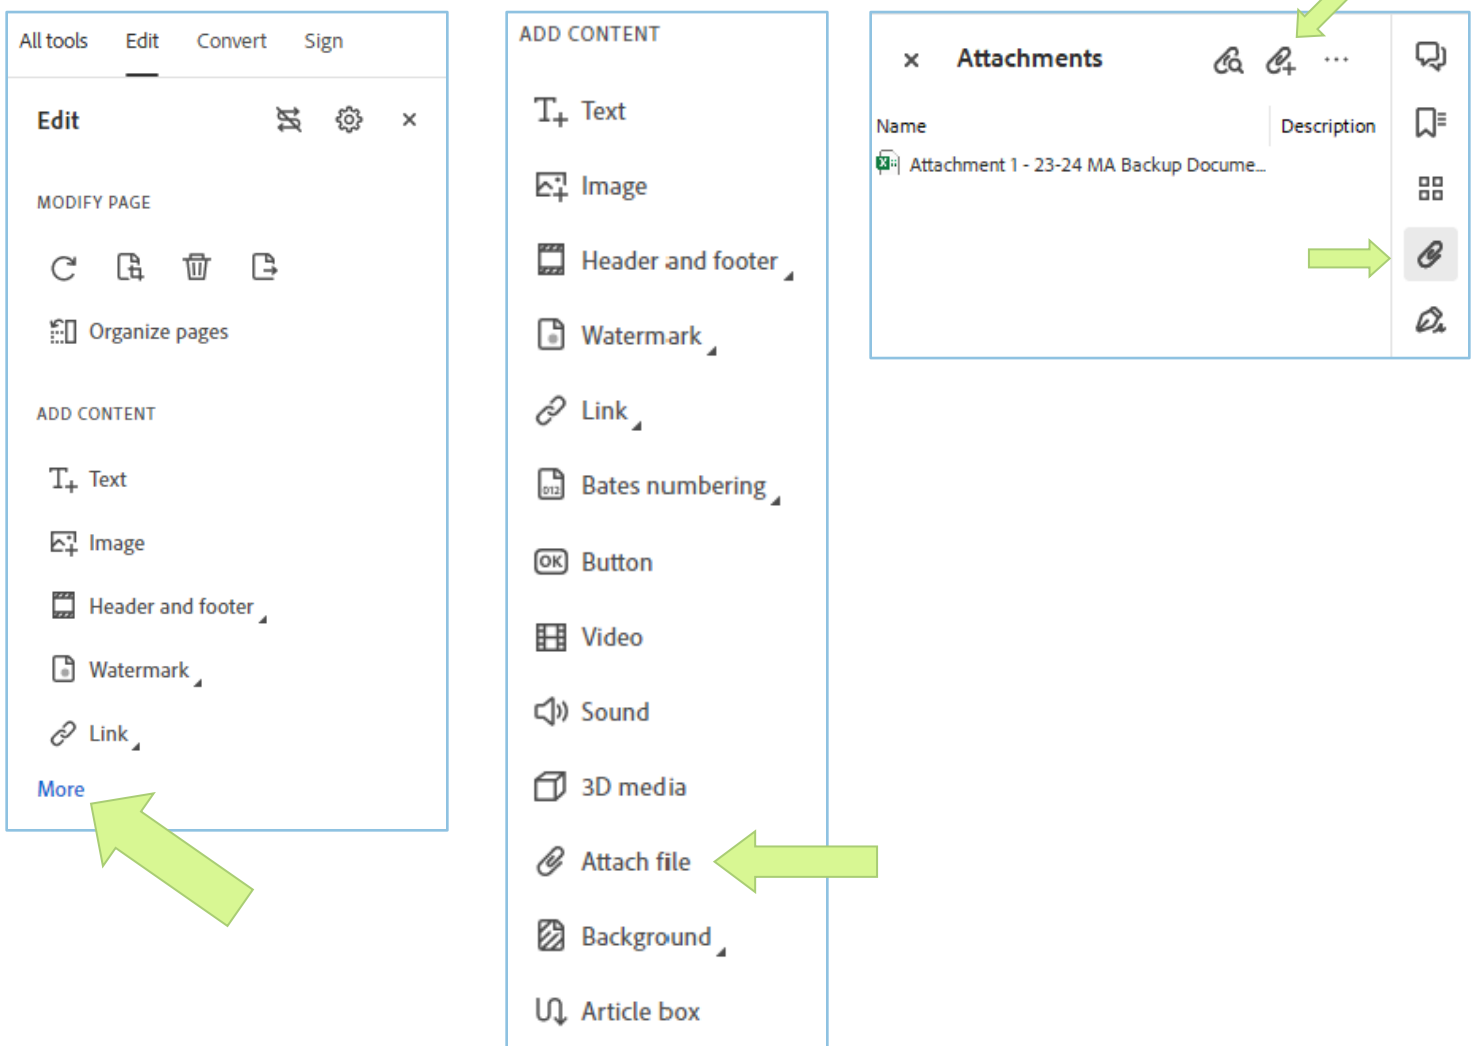 All tools Edit Convert Sign
Edit
MODIFY PAGE
Organize pages
ADD CONTENT
Text
Image
Header and footer
Watermark
Link
More
ADD CONTENT
Text
Image
Header and footer
Watermark
Link
Bates numbering
012
Button
OK
Video
Sound
3D media
Attach file
Background
Article box
Attachments
Name Description
Attachment 1 - 23-24 MA Backup Docume...